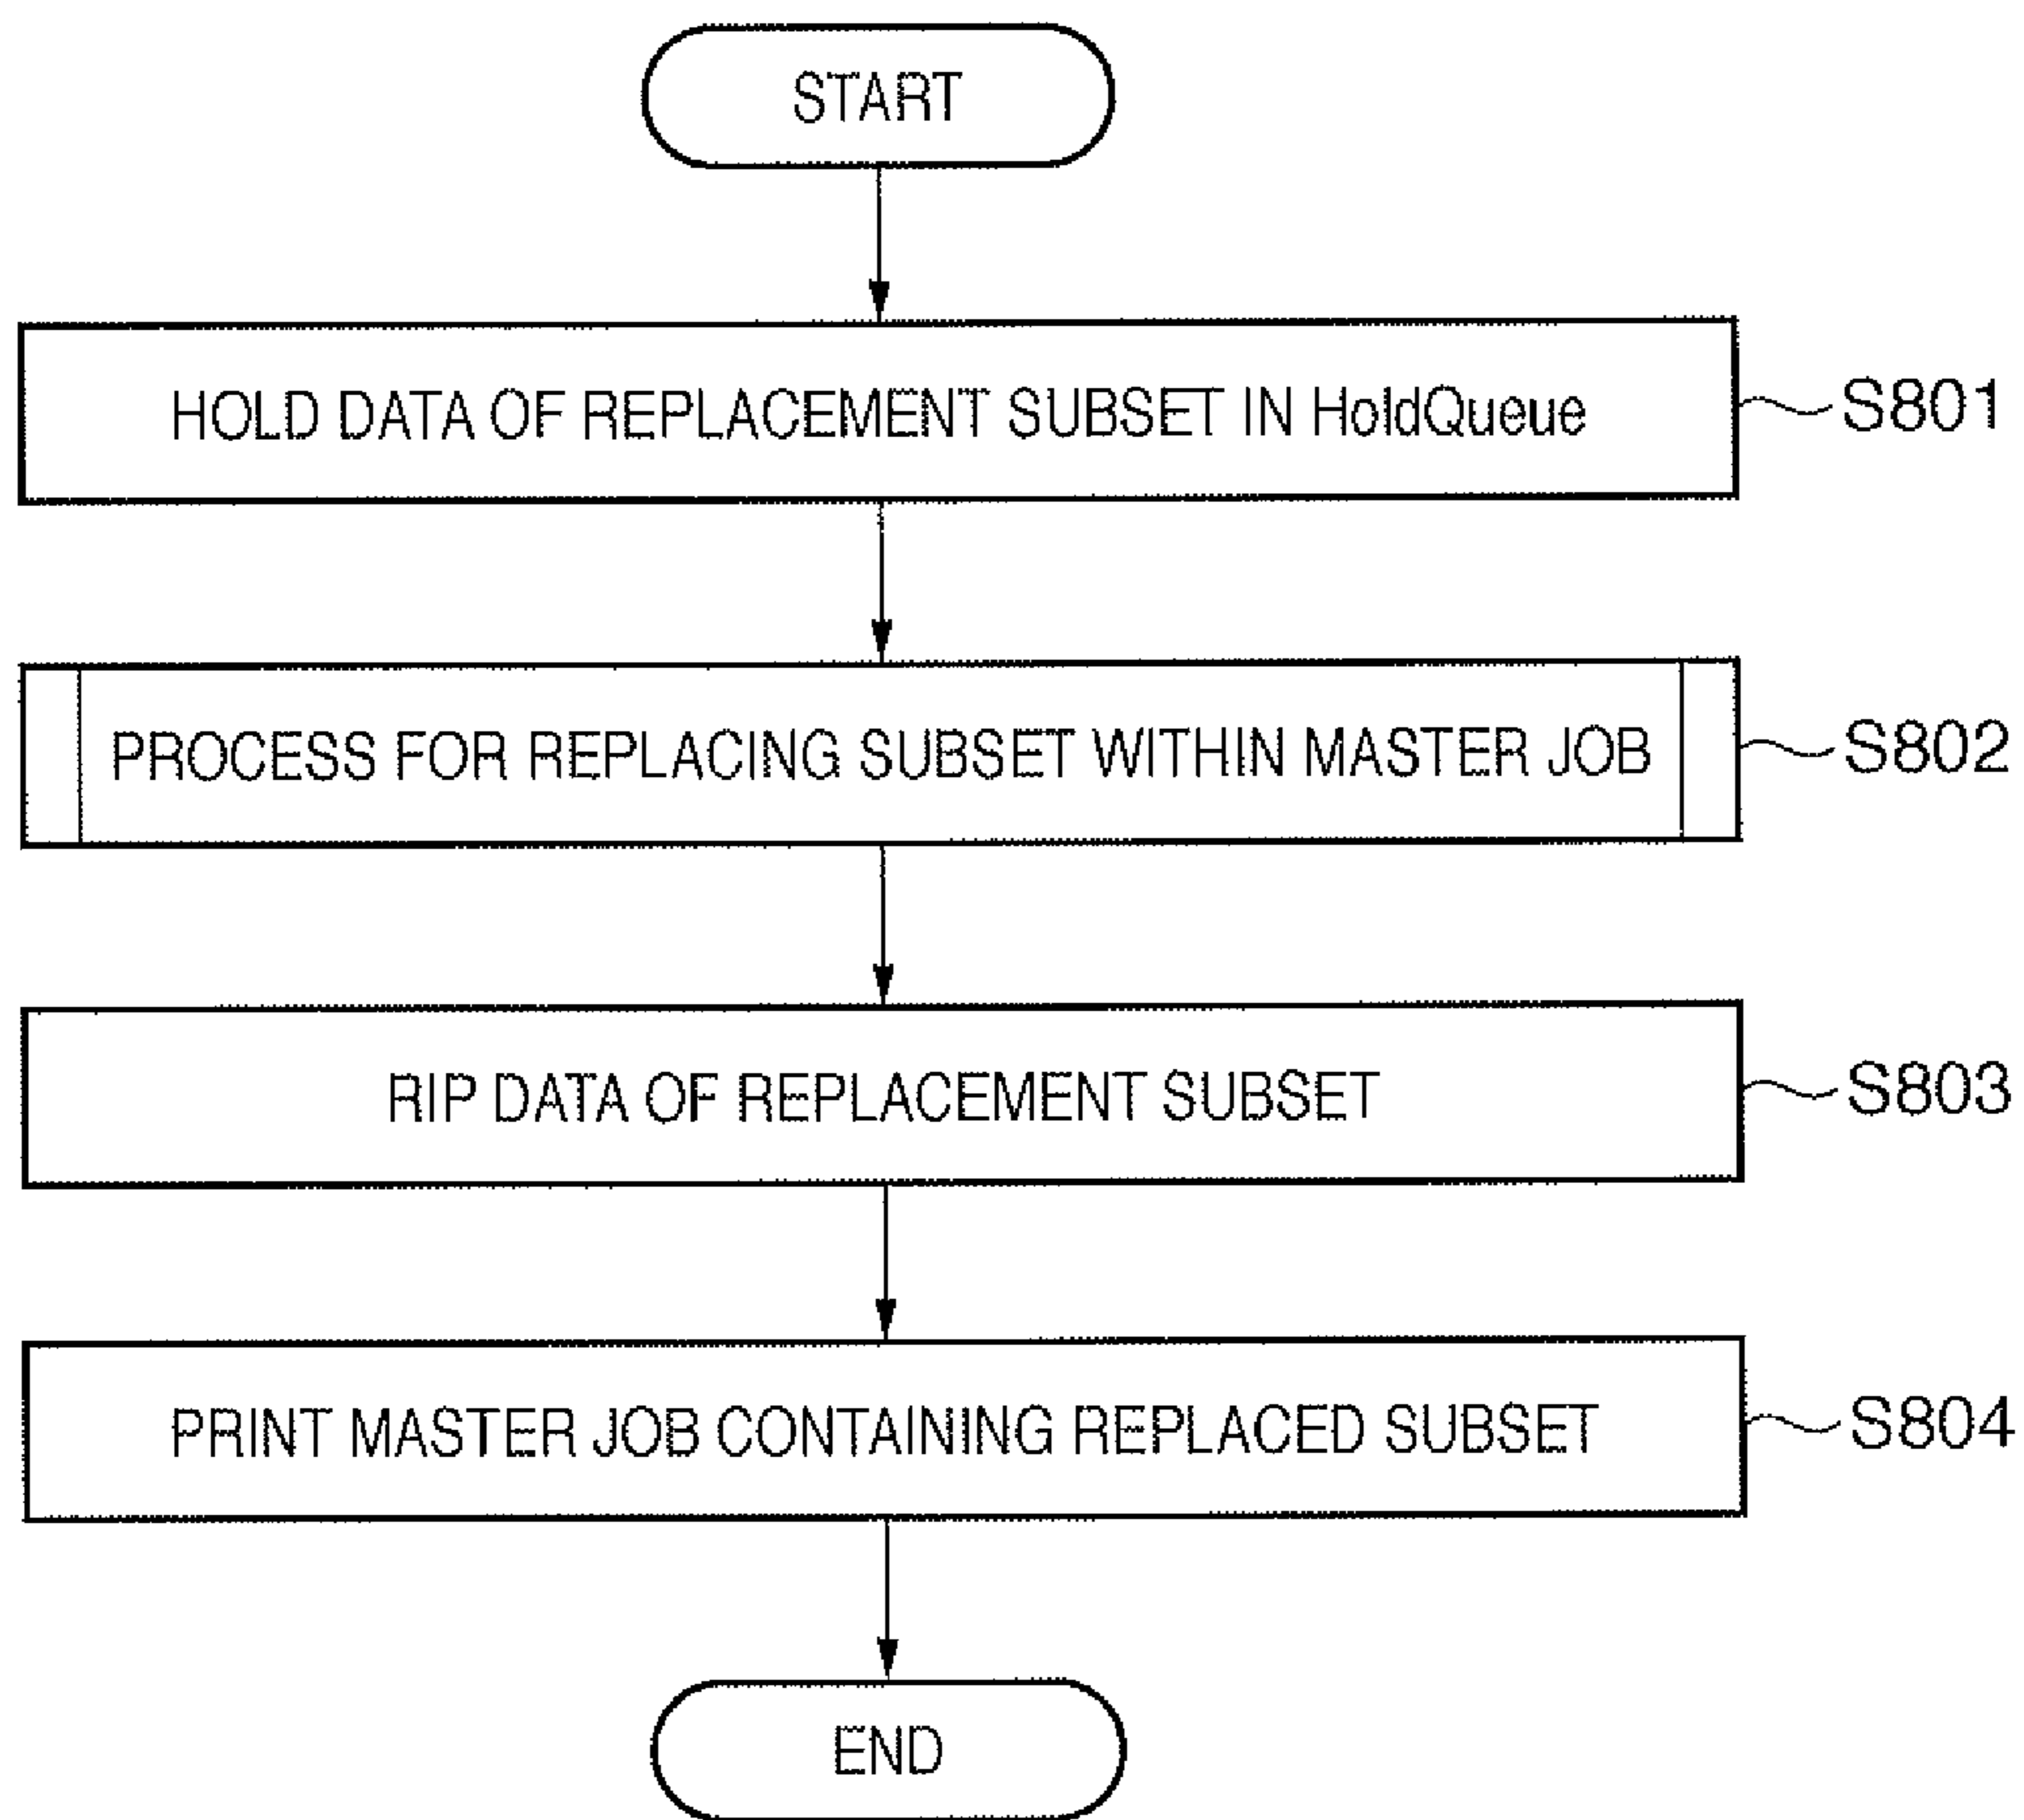 START
HOLD DATA OF REPLACEMENT SUBSET IN HoldQueue
S801
PROCESS FOR REPLACING SUBSET WITHIN MASTER JOB
S802
RIP DATA OF REPLACEMENT SUBSET
S803
PRINT MASTER JOB CONTAINING REPLACED SUBSET
S804
END